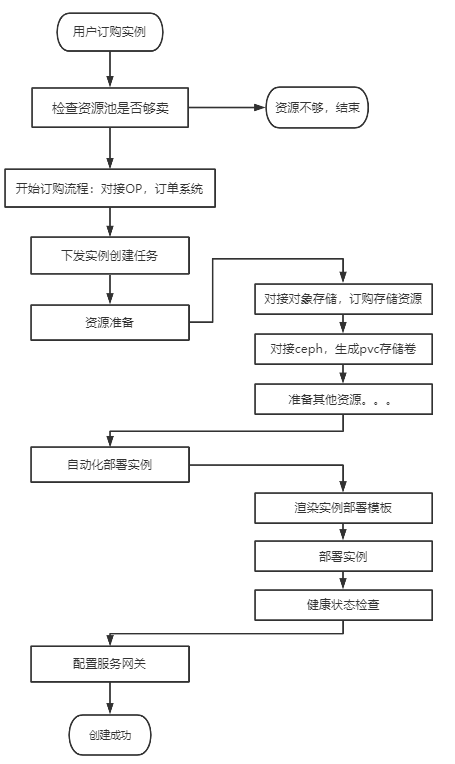 用户订购实例
检查资源池是否够卖
资源不够，结束
开始订购流程：对接OP，订单系统
下发实例创建任务
资源准备
对接对象存储，订购存储资源
对接ceph，生成pvc存储卷
准备其他资源。。。
自动化部署实例
渲染实例部署模板
部署实例
健康状态检查
配置服务网关
创建成功